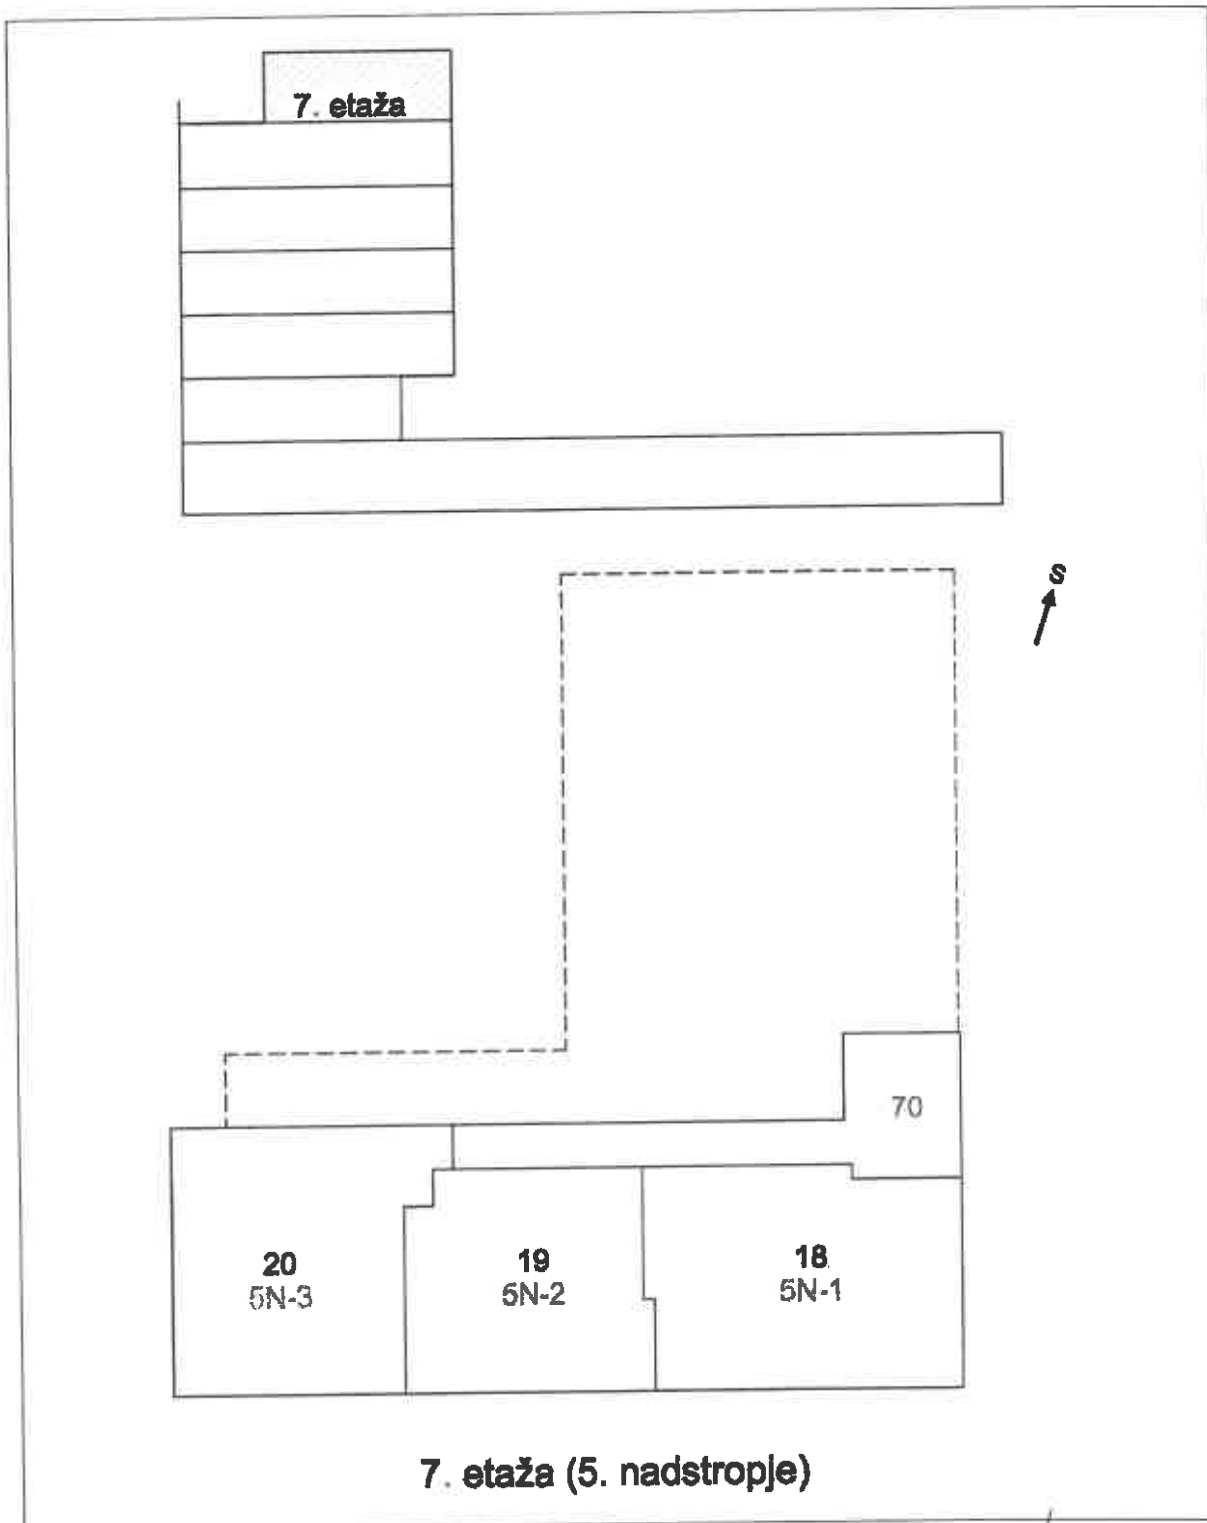 7. etaža
S
70
20
5N-3
19
5N-2
18
5N-1
7. etaža (5. nadstropje)